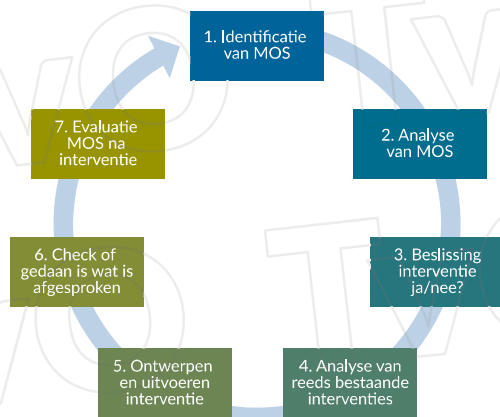 1. Identificatie
van MOS
2. Analyse
van MOS
3. Beslissing
interventie
ja/nee?
4. Analyse van
reeds bestaande
interventies
5. Ontwerpen
en uitvoeren
interventie
6. Check of
gedaan is wat is
afgesproken
7. Evaluatie
MOS na
interventie